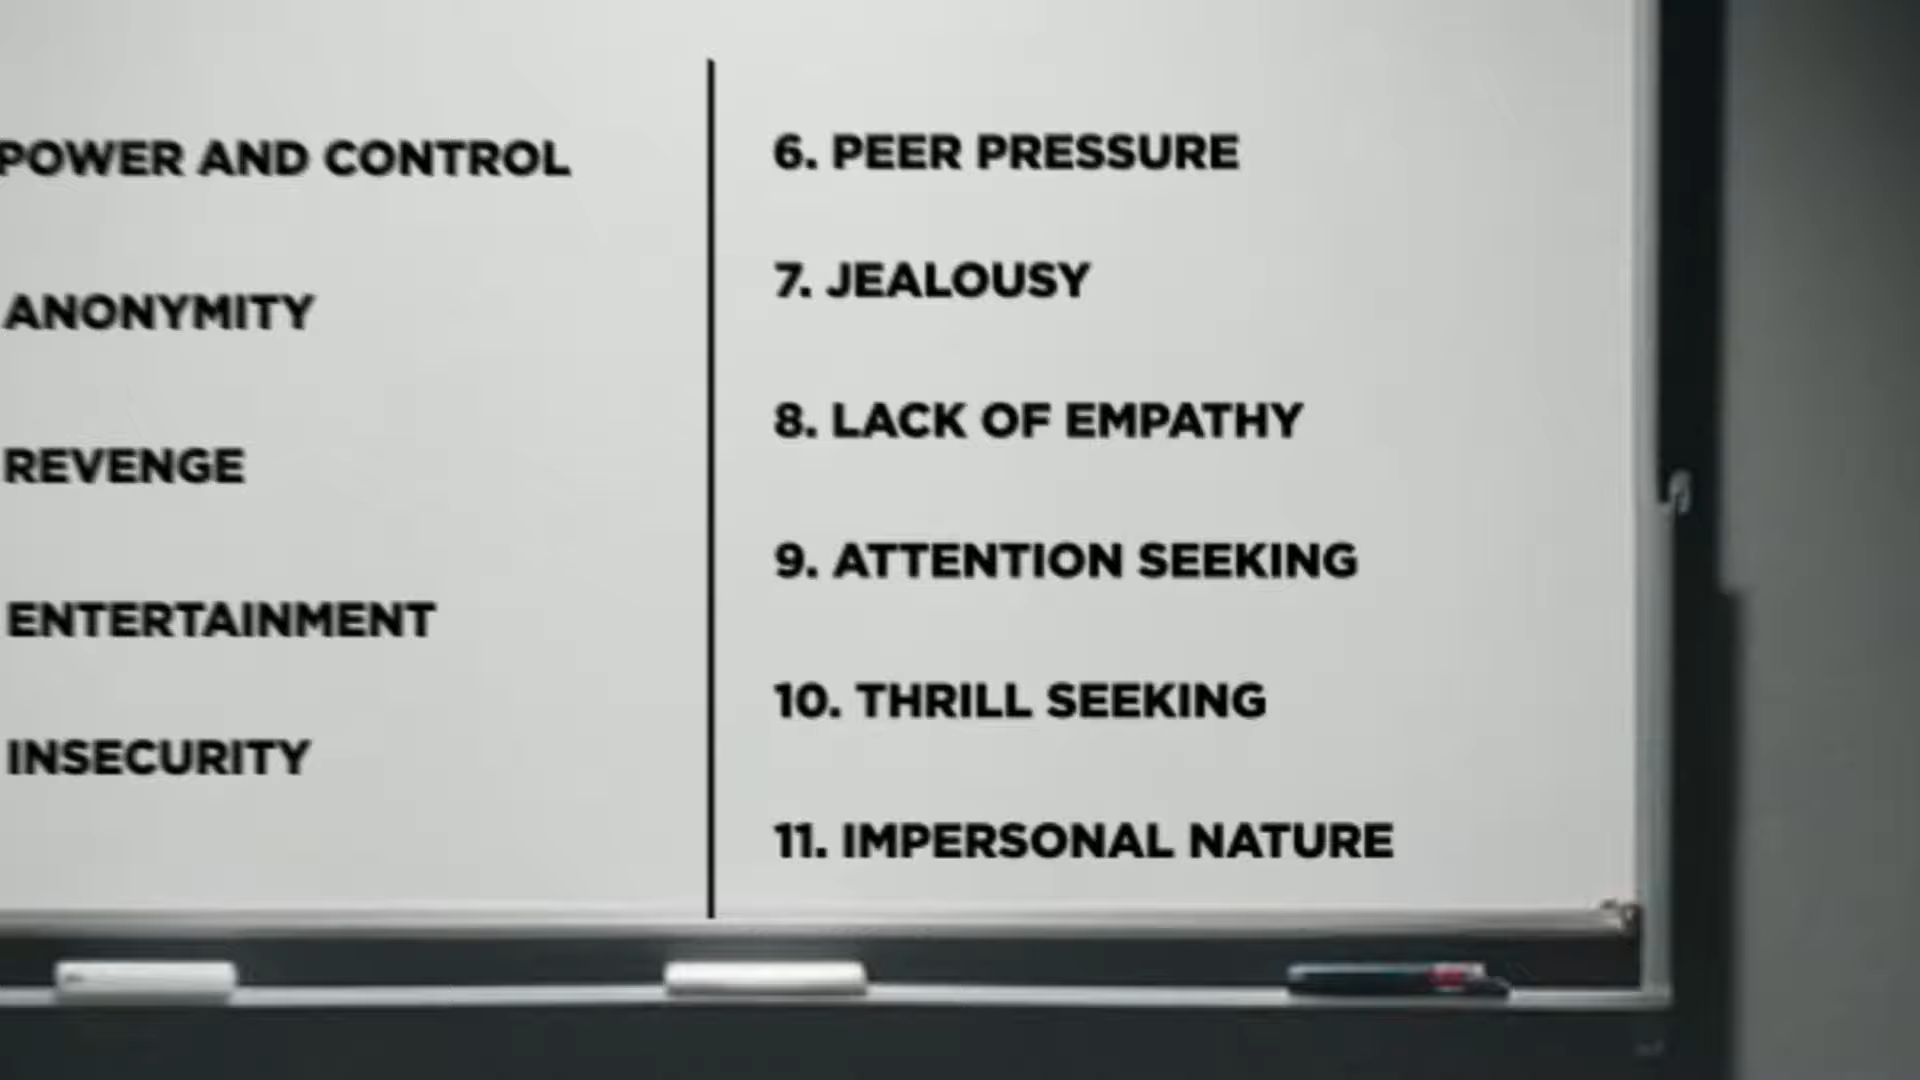 POWER AND CONTROL
ANONYMITY
REVENGE
ENTERTAINMENT
INSECURITY
6. PEER PRESSURE
7. JEALOUSY
8. LACK OF EMPATHY
9. ATTENTION SEEKING
10. THRILL SEEKING
11. IMPERSONAL NATURE